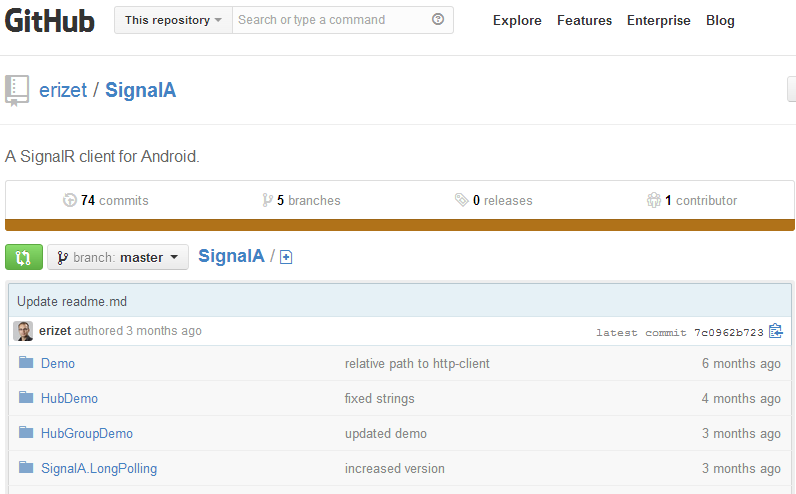 GitHub This repository Search or type a command Explore Features Enterprise Blog
erizet / SignalA
A SignalR client for Android.
74 commits 5 branches 0 releases 1 contributor
branch: master SignalA /
Update readme.md
erizet authored 3 months ago latest commit 7c0962b723
Demo relative path to http-client 6 months ago
HubDemo fixed strings 4 months ago
HubGroupDemo updated demo 3 months ago
SignalA.LongPolling increased version 3 months ago